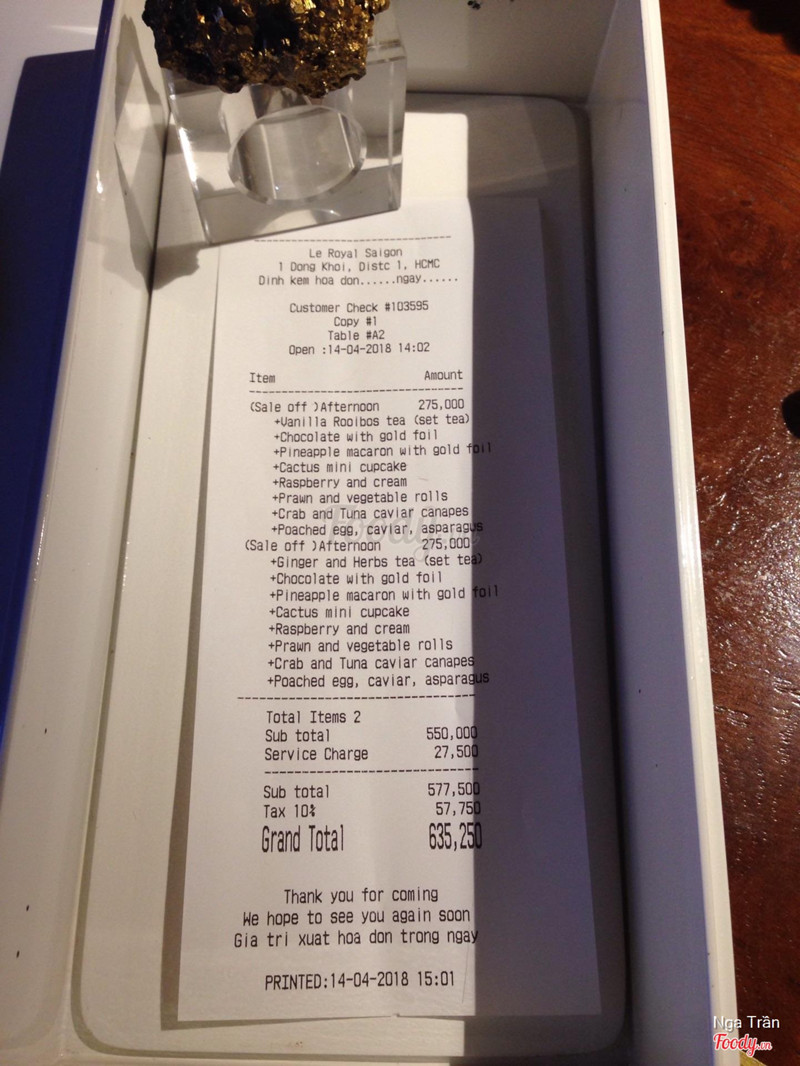 Le Royal Saigon
1 Dong Khoi, Distc 1, HCMC
Dinh kem hoa don......ngay......
Customer Check #103595
Copy #1
Table #A2
Open :14-04-2018 14:02
Item Amount
(Sale off )Afternoon 275,000
+Vanilla Rooibos tea (set tea)
+Chocolate with gold foil
+Pineapple macaron with gold foil
+Cactus mini cupcake
+Raspberry and cream
+Prawn and vegetable rolls
+Crab and Tuna caviar canapes
+Poached egg, caviar, asparagus
(Sale off )Afternoon 275,000
+Ginger and Herbs tea (set tea)
+Chocolate with gold foil
+Pineapple macaron with gold foil
+Cactus mini cupcake
+Raspberry and cream
+Prawn and vegetable rolls
+Crab and Tuna caviar canapes
+Poached egg, caviar, asparagus
Total Items 2
Sub total 550,000
Service Charge 27,500
Sub total 577,500
Tax 10% 57,750
Grand Total 635,250
Thank you for coming
We hope to see you again soon
Gia tri xuat hoa don trong ngay
PRINTED:14-04-2018 15:01
Nga Trần
Foody.vn